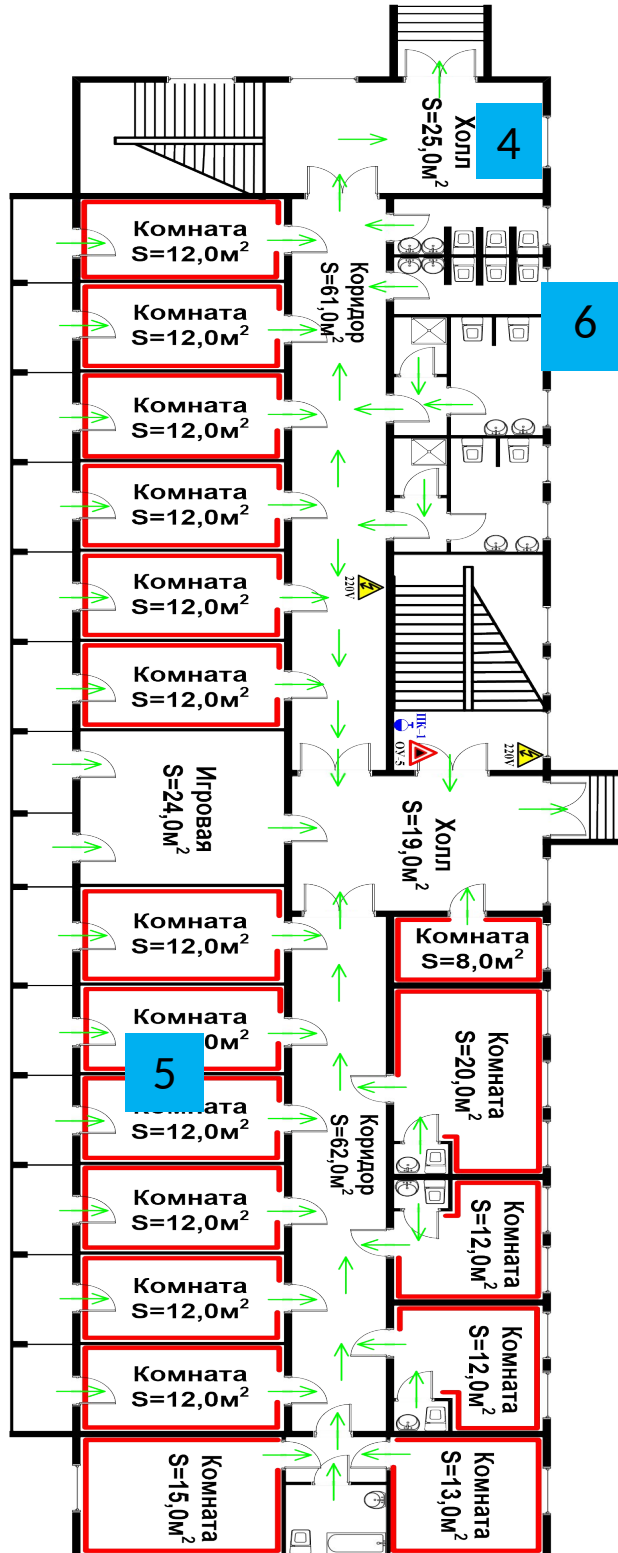 Холл
S=25,0м²
4
Комната
S=12,0м²
Коридор
S=61,0м²
Комната
S=12,0м²
6
Комната
S=12,0м²
Комната
S=12,0м²
Комната
S=12,0м²
220V
Комната
S=12,0м²
ПК-1
ОУ-5
220V
Игровая
S=24,0м²
Холл
S=19,0м²
Комната
S=12,0м²
Комната
S=8,0м²
Комната
0м²
5
Комната
S=20,0м²
Комната
S=12,0м²
Коридор
S=62,0м²
Комната
S=12,0м²
Комната
S=12,0м²
Комната
S=12,0м²
Комната
S=12,0м²
Комната
S=12,0м²
Комната
S=15,0м²
Комната
S=13,0м²